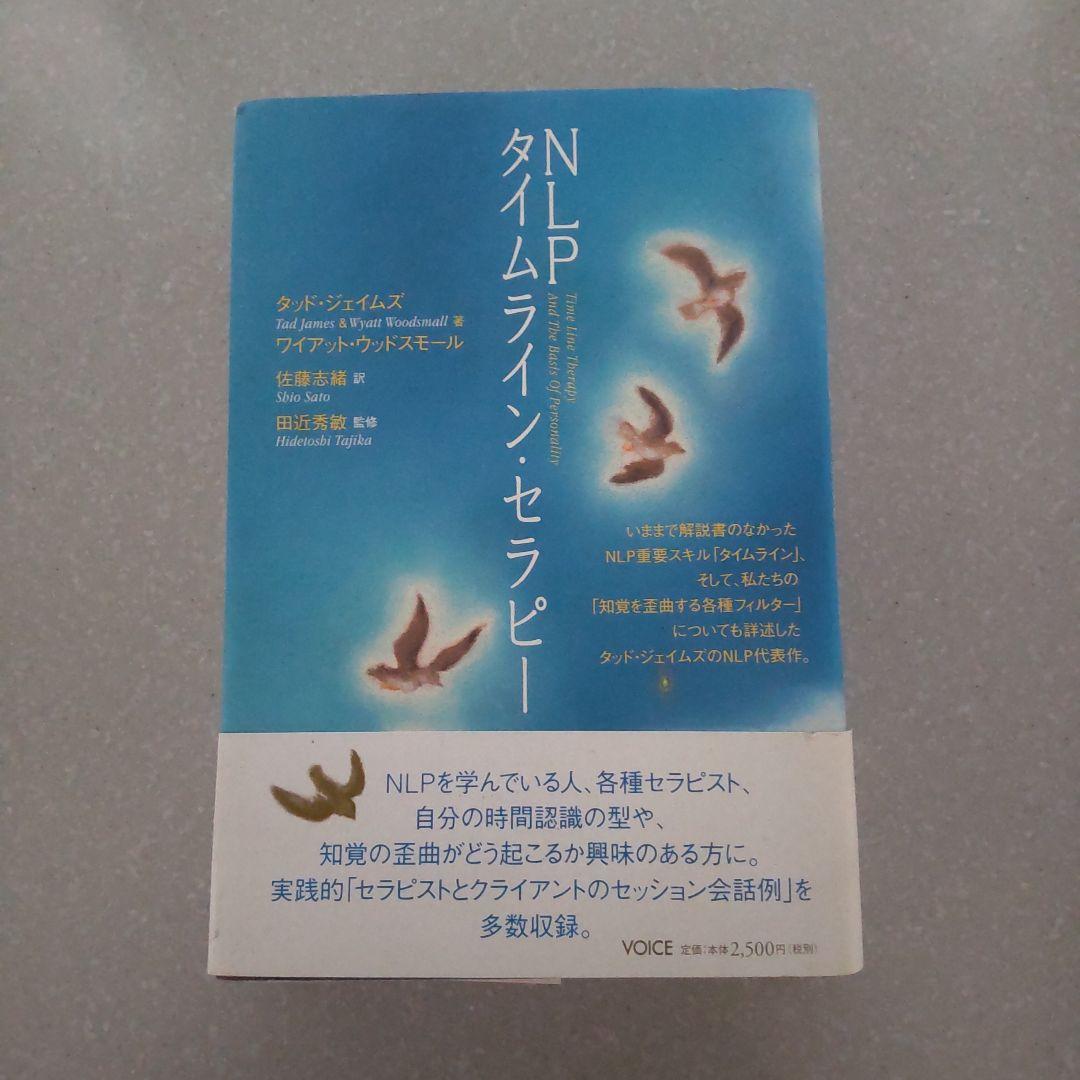 NLP
タイムライン・セラピー
Time Line Therapy
And The Basis Of Personality
タッド・ジェイムズ
Tad James & Wyatt Woodsmall 著
ワイアット・ウッドスモール
佐藤志緒 訳
Shio Sato
田近秀敏 監修
Hidetoshi Tajika
いままで解説書のなかった
NLP重要スキル「タイムライン」、
そして、私たちの
「知覚を歪曲する各種フィルター」
についても詳述した
タッド・ジェイムズのNLP代表作。
NLPを学んでいる人、各種セラピスト、
自分の時間認識の型や、
知覚の歪曲がどう起こるか興味のある方に。
実践的「セラピストとクライアントのセッション会話例」を
多数収録。
VOICE 定価:本体2,500円(税別)